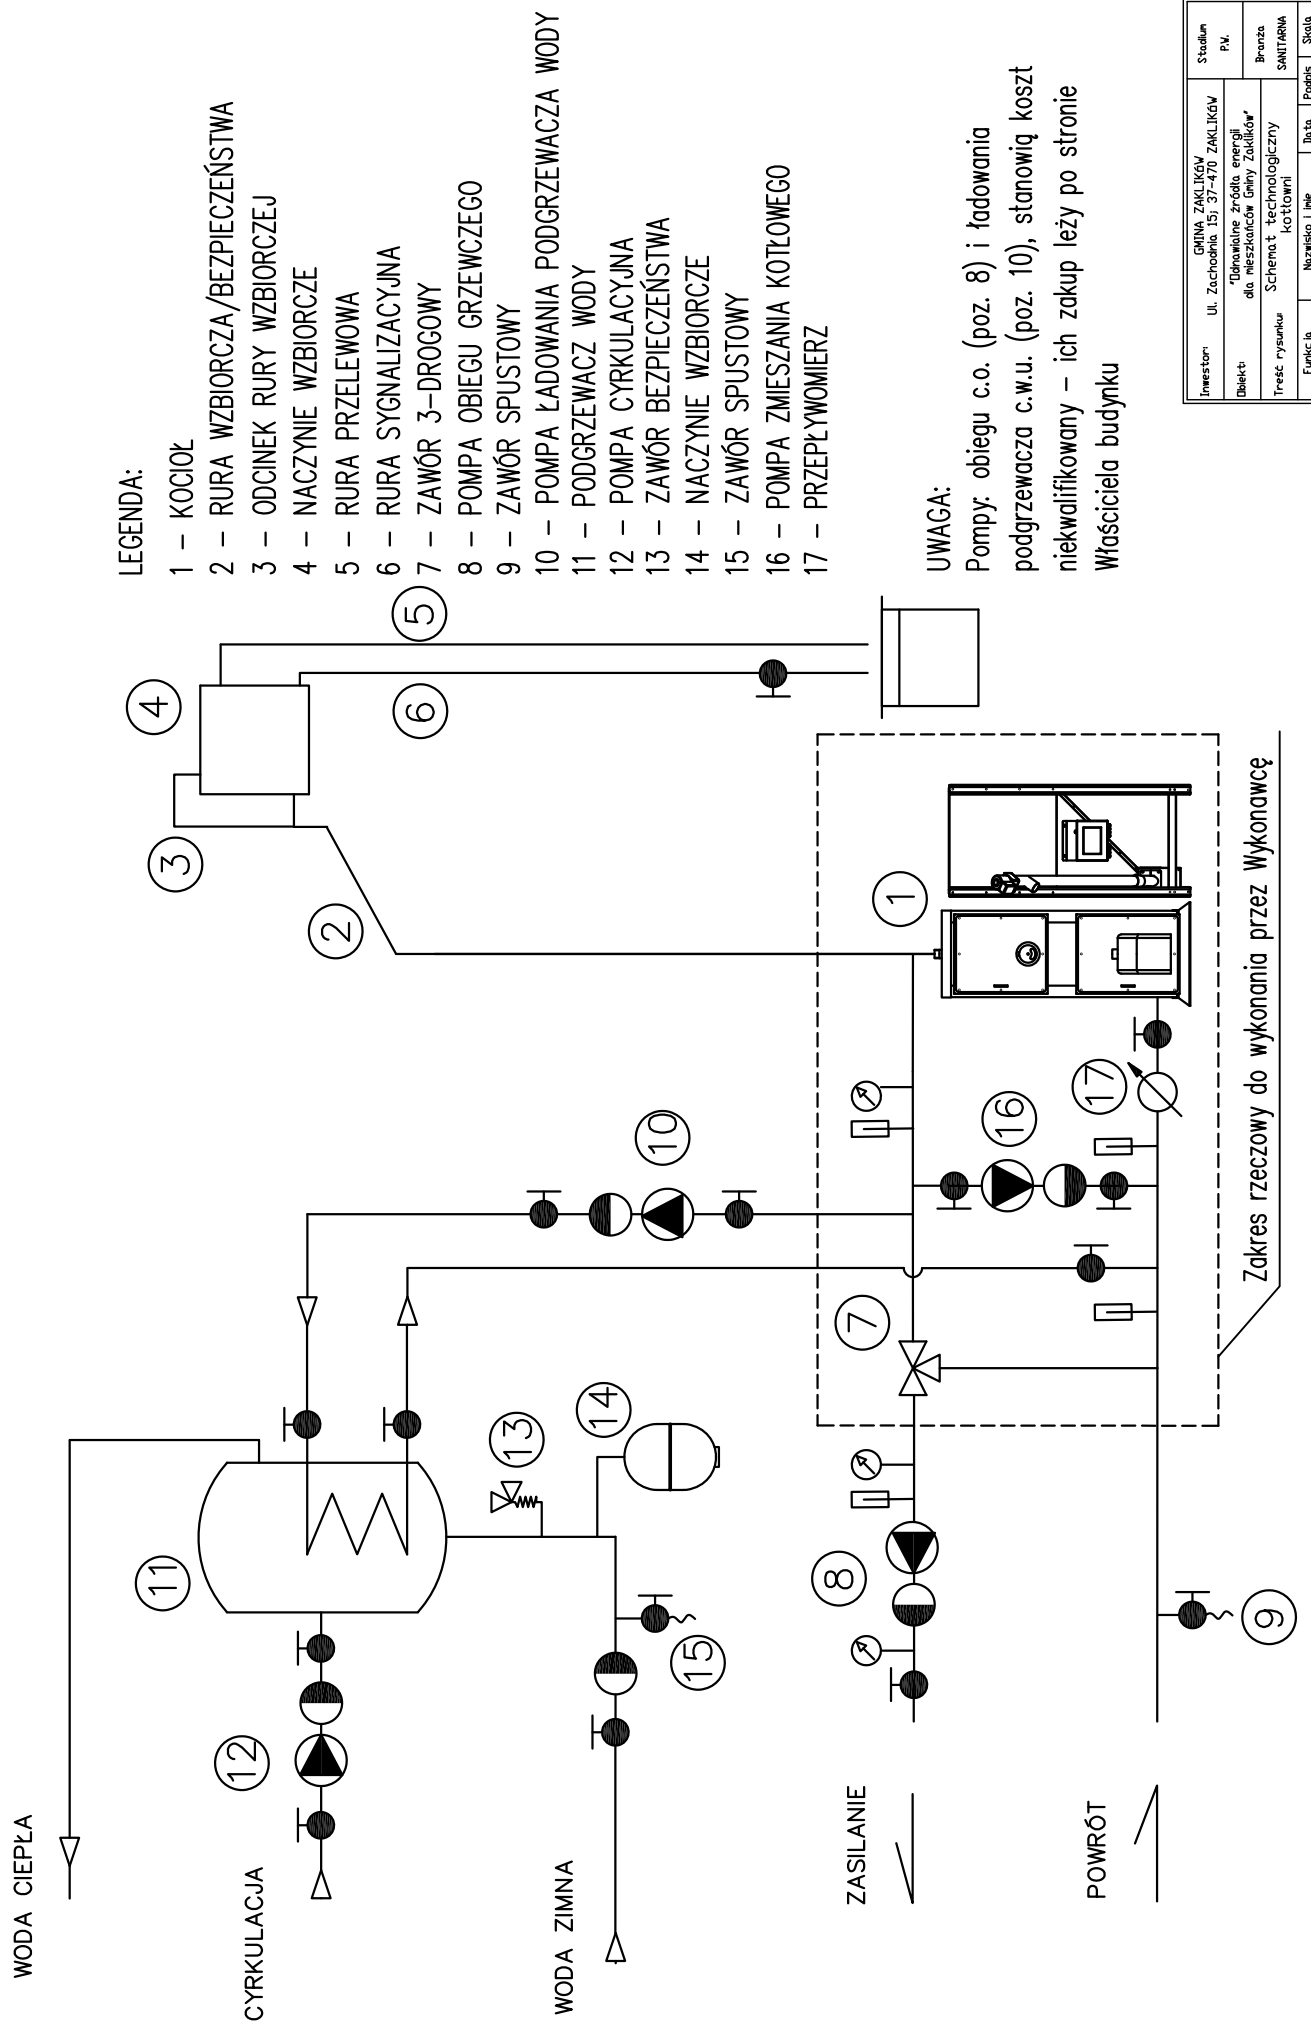 WODA CIEPŁA
CYRKULACJA
WODA ZIMNA
ZASILANIE
POWRÓT
1
2
3
4
5
6
7
8
9
10
11
12
13
14
15
16
17
Zakres rzeczowy do wykonania przez Wykonawcę
LEGENDA:
1 – KOCIOŁ
2 – RURA WZBIORCZA/BEZPIECZEŃSTWA
3 – ODCINEK RURY WZBIORCZEJ
4 – NACZYNIE WZBIORCZE
5 – RURA PRZELEWOWA
6 – RURA SYGNALIZACYJNA
7 – ZAWÓR 3–DROGOWY
8 – POMPA OBIEGU GRZEWCZEGO
9 – ZAWÓR SPUSTOWY
10 – POMPA ŁADOWANIA PODGRZEWACZA WODY
11 – PODGRZEWACZ WODY
12 – POMPA CYRKULACYJNA
13 – ZAWÓR BEZPIECZEŃSTWA
14 – NACZYNIE WZBIORCZE
15 – ZAWÓR SPUSTOWY
16 – POMPA ZMIESZANIA KOTŁOWEGO
17 – PRZEPŁYWOMIERZ
UWAGA:
Pompy: obiegu c.o. (poz. 8) i ładowania
podgrzewacza c.w.u. (poz. 10), stanowią koszt
niekwalifikowany – ich zakup leży po stronie
Właściciela budynku
Inwestor: GMINA ZAKLIKÓW
Ul. Zachodnia 15; 37-470 ZAKLIKÓW
Stadium
P.W.
Obiekt: "Odnawialne źródła energii
dla mieszkańców Gminy Zaklików"
Branża
SANITARNA
Treść rysunku: Schemat technologiczny
kotłowni
Funkcja Nazwisko i imię Data Podpis Skala